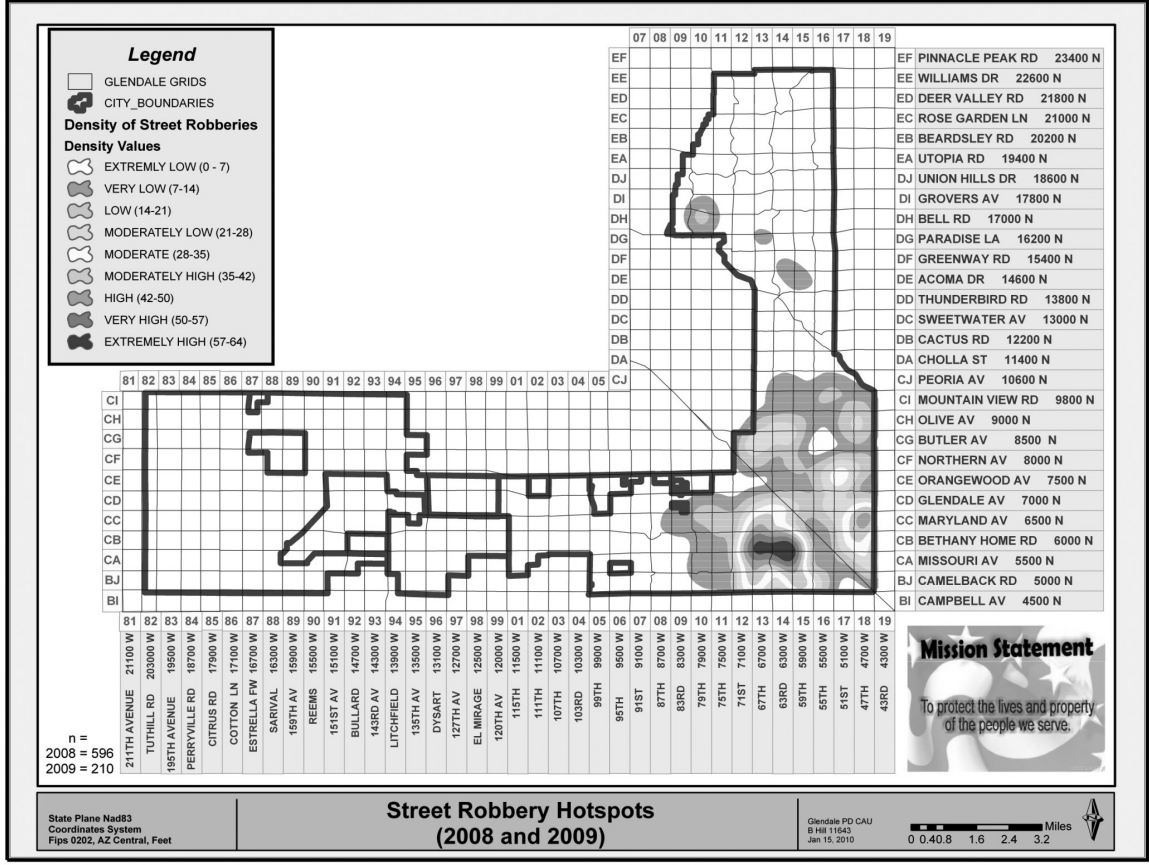 Legend
GLENDALE GRIDS
CITY_BOUNDARIES
Density of Street Robberies
Density Values
EXTREMLY LOW (0 - 7)
VERY LOW (7-14)
LOW (14-21)
MODERATELY LOW (21-28)
MODERATE (28-35)
MODERATELY HIGH (35-42)
HIGH (42-50)
VERY HIGH (50-57)
EXTREMELY HIGH (57-64)
07 08 09 10 11 12 13 14 15 16 17 18 19
EF EF PINNACLE PEAK RD 23400 N
EE EE WILLIAMS DR 22600 N
ED ED DEER VALLEY RD 21800 N
EC EC ROSE GARDEN LN 21000 N
EB EB BEARDSLEY RD 20200 N
EA EA UTOPIA RD 19400 N
DJ DJ UNION HILLS DR 18600 N
DI DI GROVERS AV 17800 N
DH DH BELL RD 17000 N
DG DG PARADISE LA 16200 N
DF DF GREENWAY RD 15400 N
DE DE ACOMA DR 14600 N
DD DD THUNDERBIRD RD 13800 N
DC DC SWEETWATER AV 13000 N
DB DB CACTUS RD 12200 N
DA DA CHOLLA ST 11400 N
81 82 83 84 85 86 87 88 89 90 91 92 93 94 95 96 97 98 99 01 02 03 04 05 CJ CJ PEORIA AV 10600 N
CI CI MOUNTAIN VIEW RD 9800 N
CH CH OLIVE AV 9000 N
CG CG BUTLER AV 8500 N
CF CF NORTHERN AV 8000 N
CE CE ORANGEWOOD AV 7500 N
CD CD GLENDALE AV 7000 N
CC CC MARYLAND AV 6500 N
CB CB BETHANY HOME RD 6000 N
CA CA MISSOURI AV 5500 N
BJ BJ CAMELBACK RD 5000 N
BI BI CAMPBELL AV 4500 N
81 82 83 84 85 86 87 88 89 90 91 92 93 94 95 96 97 98 99 01 02 03 04 05 06 07 08 09 10 11 12 13 14 15 16 17 18 19
211TH AVENUE 21100 W
TUTHILL RD 203000 W
195TH AVENUE 19500 W
PERRYVILLE RD 18700 W
CITRUS RD 17900 W
COTTON LN 17100 W
ESTRELLA FW 16700 W
SARIVAL 16300 W
159TH AV 15900 W
REEMS 15500 W
151ST AV 15100 W
BULLARD 14700 W
143RD AV 14300 W
LITCHFIELD 13900 W
135TH AV 13500 W
DYSART 13100 W
127TH AV 12700 W
EL MIRAGE 12500 W
120TH AV 12000 W
115TH 11500 W
111TH 11100 W
107TH 10700 W
103RD 10300 W
99TH 9900 W
95TH 9500 W
91ST 9100 W
87TH 8700 W
83RD 8300 W
79TH 7900 W
75TH 7500 W
71ST 7100 W
67TH 6700 W
63RD 6300 W
59TH 5900 W
55TH 5500 W
51ST 5100 W
47TH 4700 W
43RD 4300 W
n =
2008 = 596
2009 = 210
Mission Statement
To protect the lives and property
of the people we serve.
State Plane Nad83
Coordinates System
Fips 0202, AZ Central, Feet
Street Robbery Hotspots
(2008 and 2009)
Glendale PD CAU
B Hill 11643
Jan 15, 2010
Miles
0 0.40.8 1.6 2.4 3.2